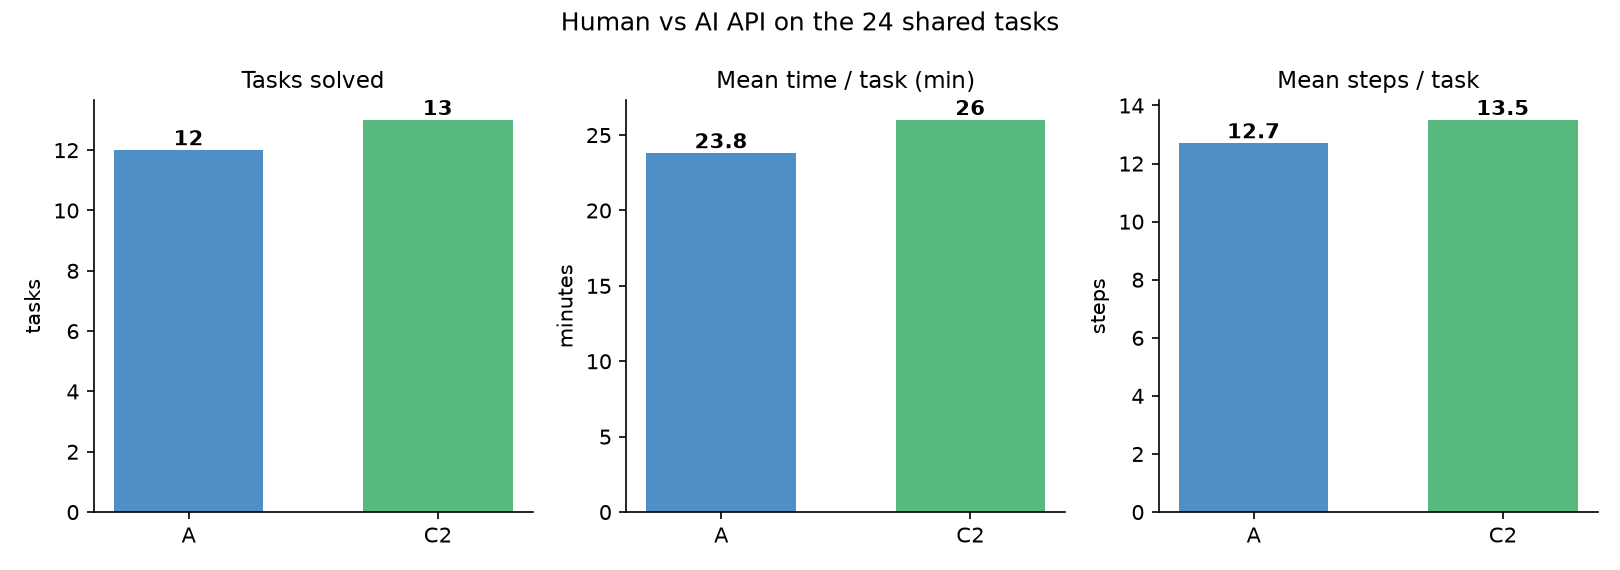 Human vs AI API on the 24 shared tasks
Tasks solved
tasks
12
10
8
6
4
2
0
12
13
A
C2
Mean time / task (min)
minutes
25
20
15
10
5
0
23.8
26
A
C2
Mean steps / task
steps
14
12
10
8
6
4
2
0
12.7
13.5
A
C2